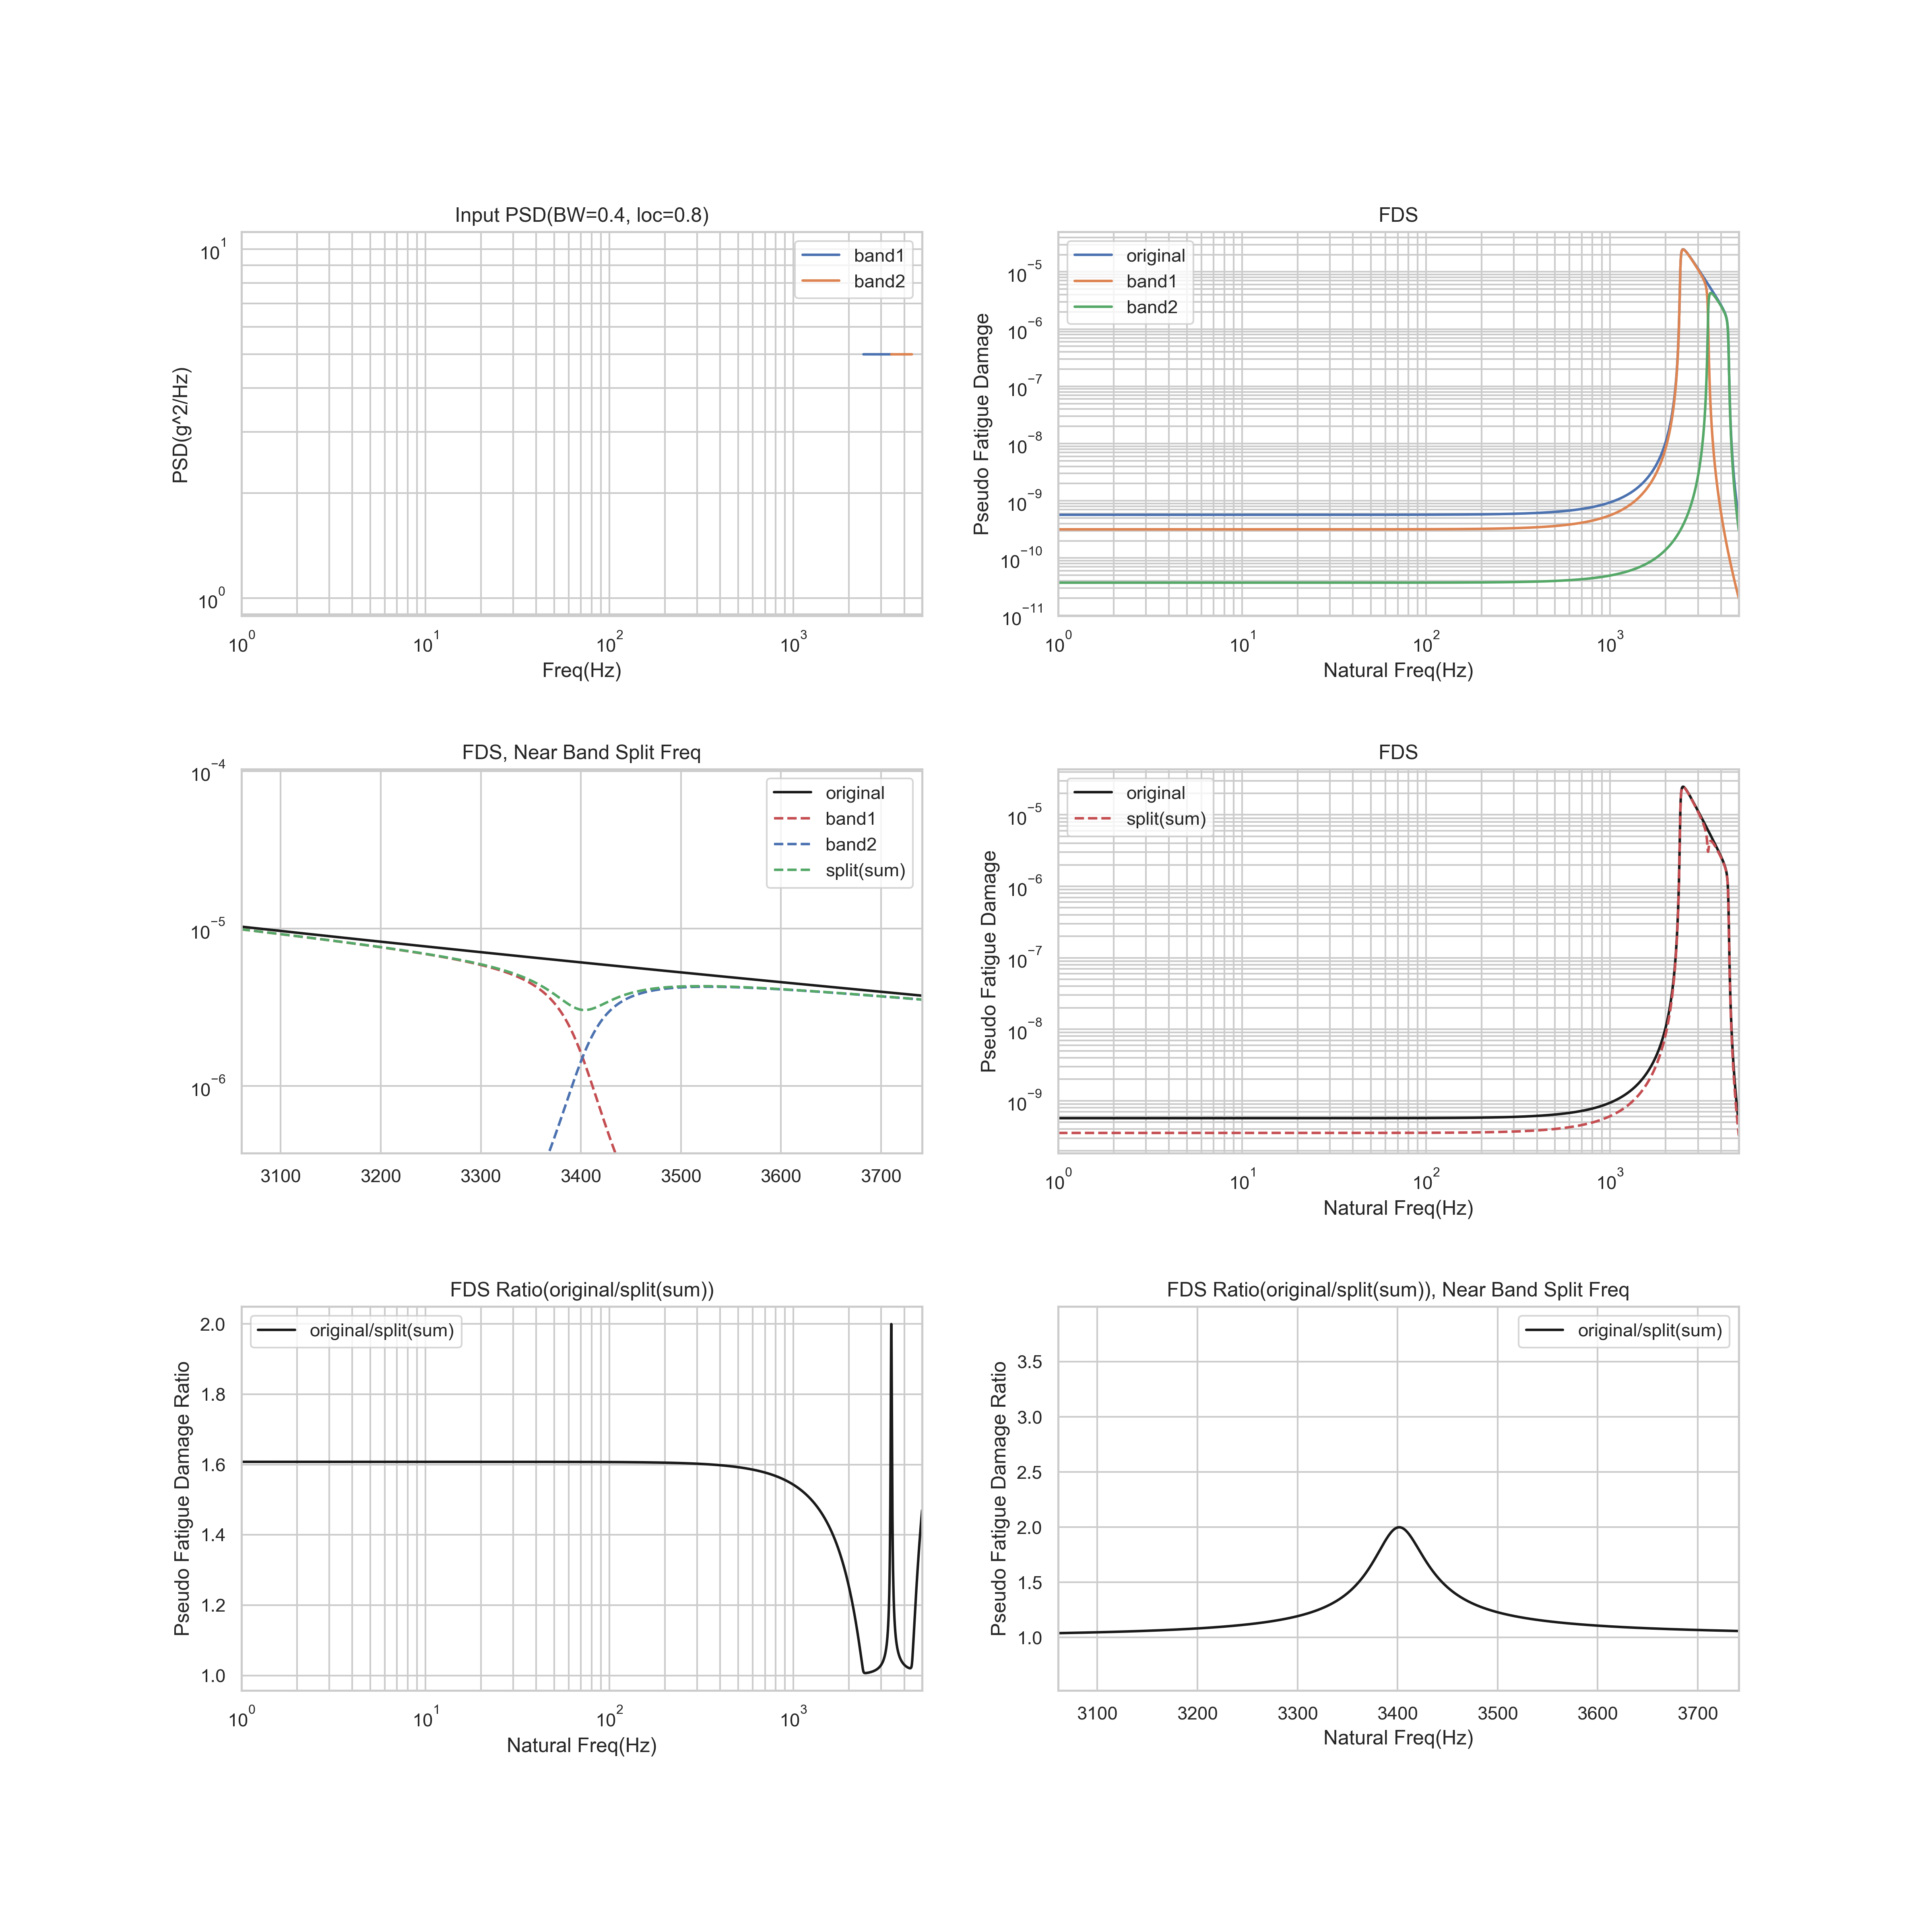 Input PSD(BW=0.4, loc=0.8)
PSD(g^2/Hz)
10^1
10^0
band1
band2
10^0 10^1 10^2 10^3
Freq(Hz)
FDS
Pseudo Fatigue Damage
original
band1
band2
10^−5
10^−6
10^−7
10^−8
10^−9
10^−10
10^−11
10^0 10^1 10^2 10^3
Natural Freq(Hz)
FDS, Near Band Split Freq
10^−4
10^−5
10^−6
original
band1
band2
split(sum)
3100 3200 3300 3400 3500 3600 3700
FDS
Pseudo Fatigue Damage
original
split(sum)
10^−5
10^−6
10^−7
10^−8
10^−9
10^0 10^1 10^2 10^3
Natural Freq(Hz)
FDS Ratio(original/split(sum))
Pseudo Fatigue Damage Ratio
original/split(sum)
2.0
1.8
1.6
1.4
1.2
1.0
10^0 10^1 10^2 10^3
Natural Freq(Hz)
FDS Ratio(original/split(sum)), Near Band Split Freq
Pseudo Fatigue Damage Ratio
original/split(sum)
3.5
3.0
2.5
2.0
1.5
1.0
3100 3200 3300 3400 3500 3600 3700
Natural Freq(Hz)